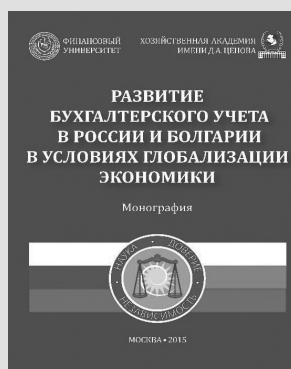 ФИНАНСОВЫЙ
УНИВЕРСИТЕТ
ХОЗЯЙСТВЕННАЯ АКАДЕМИЯ
ИМЕНИ Д.А. ЦЕНОВА
РАЗВИТИЕ
БУХГАЛТЕРСКОГО УЧЕТА
В РОССИИ И БОЛГАРИИ
В УСЛОВИЯХ ГЛОБАЛИЗАЦИИ
ЭКОНОМИКИ
Монография
НАУКА • ДОВЕРИЕ •
НЕЗАВИСИМОСТЬ
МОСКВА • 2015